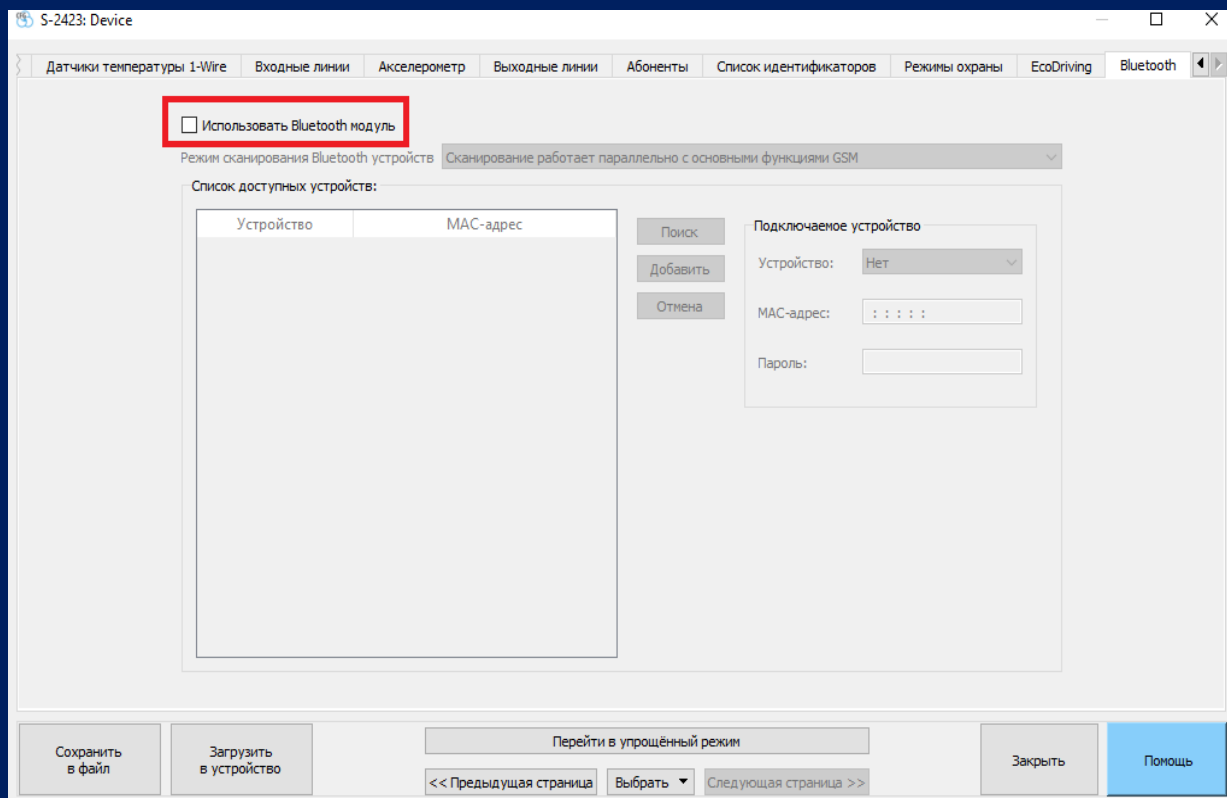 S-2423: Device
Датчики температуры 1-Wire Входные линии Акселерометр Выходные линии Абоненты Список идентификаторов Режимы охраны EcoDriving Bluetooth
Использовать Bluetooth модуль
Режим сканирования Bluetooth устройств Сканирование работает параллельно с основными функциями GSM
Список доступных устройств:
Устройство MAC-адрес
Поиск
Добавить
Отмена
Подключаемое устройство
Устройство: Нет
MAC-адрес: : : : : :
Пароль:
Сохранить
в файл
Загрузить
в устройство
Перейти в упрощённый режим
<< Предыдущая страница Выбрать Следующая страница >>
Закрыть
Помощь